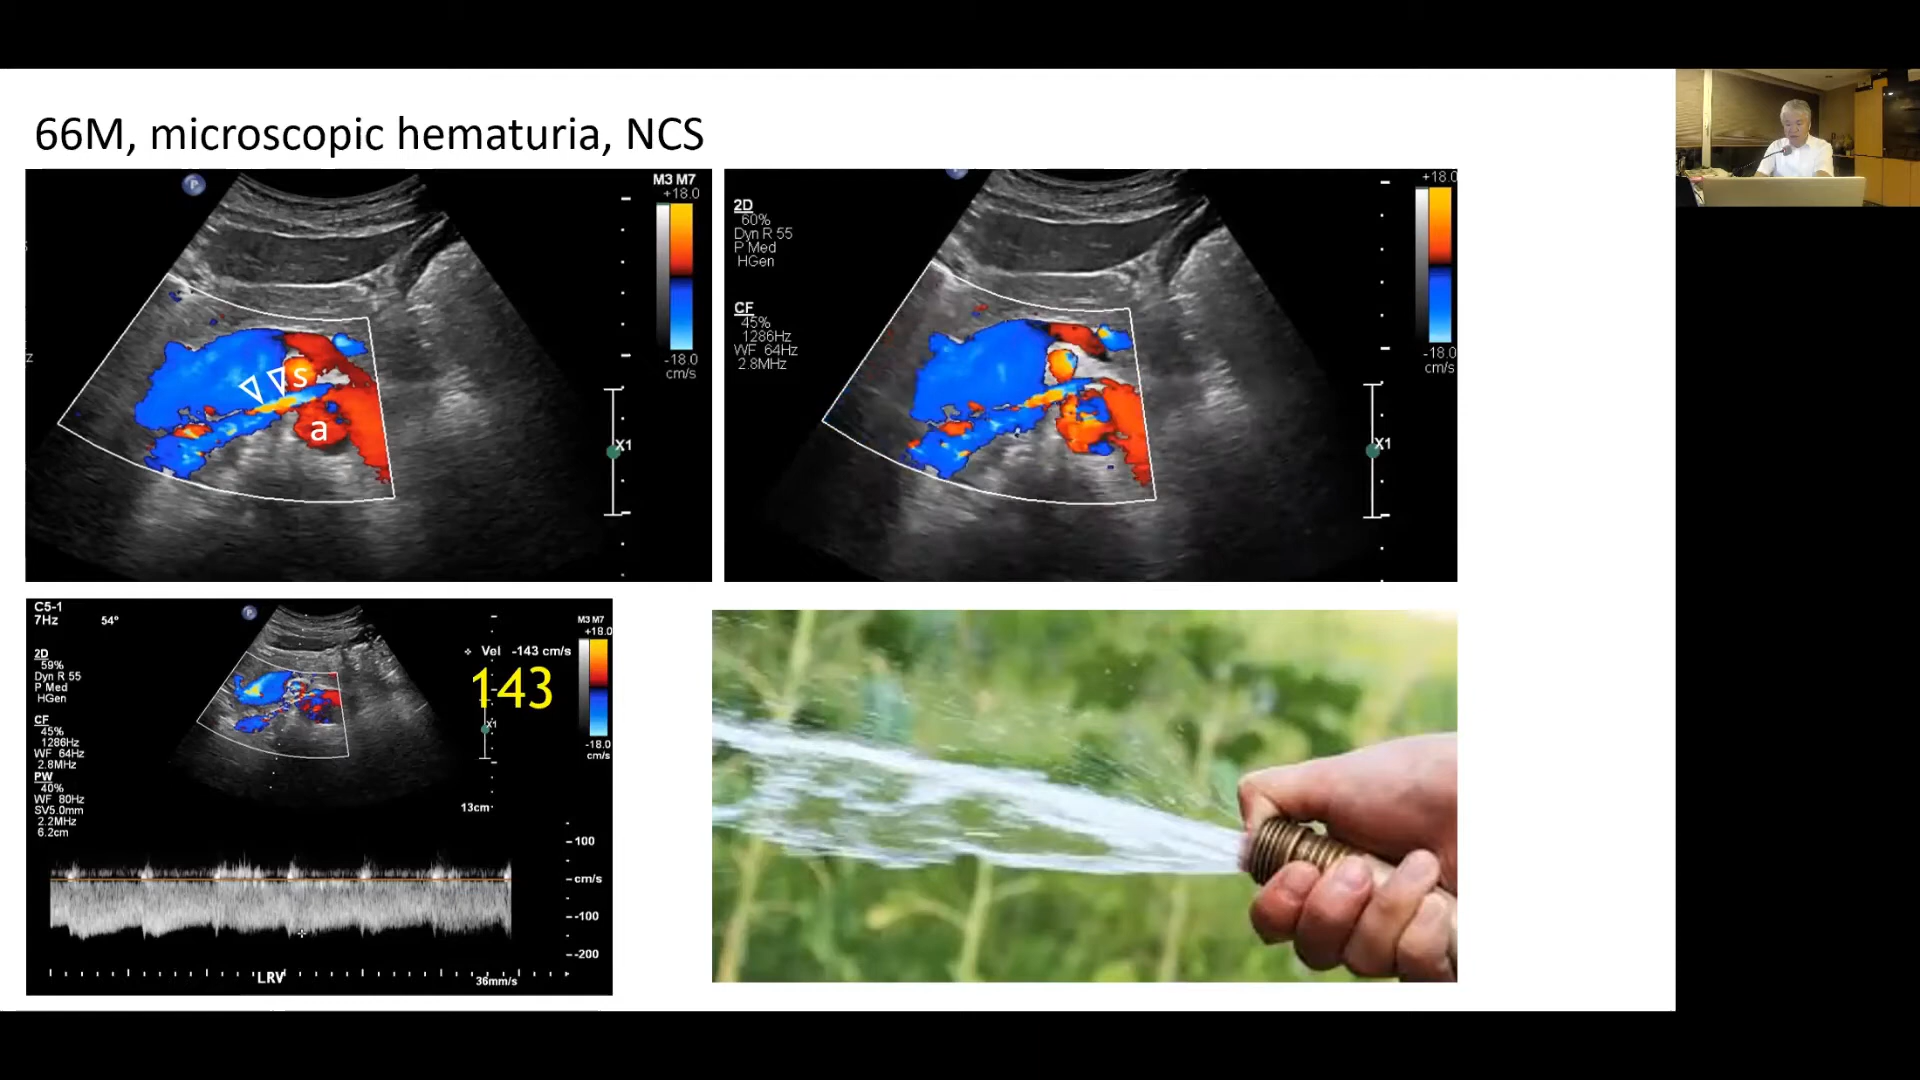 66M, microscopic hematuria, NCS
P
M3 M7
+18.0
-18.0
cm/s
s
a
X1
z
2D
60%
Dyn R 55
P Med
HGen
CF
45%
1286Hz
WF 64Hz
2.8MHz
+18.0
-18.0
cm/s
X1
C5-1
7Hz
54°
P
M3 M7
+18.0
Vel -143 cm/s
143
X1
-18.0
cm/s
2D
59%
Dyn R 55
P Med
HGen
CF
45%
1286Hz
WF 64Hz
2.8MHz
PW
40%
WF 80Hz
SV5.0mm
2.2MHz
6.2cm
13cm
100
cm/s
-100
-200
LRV
36mm/s